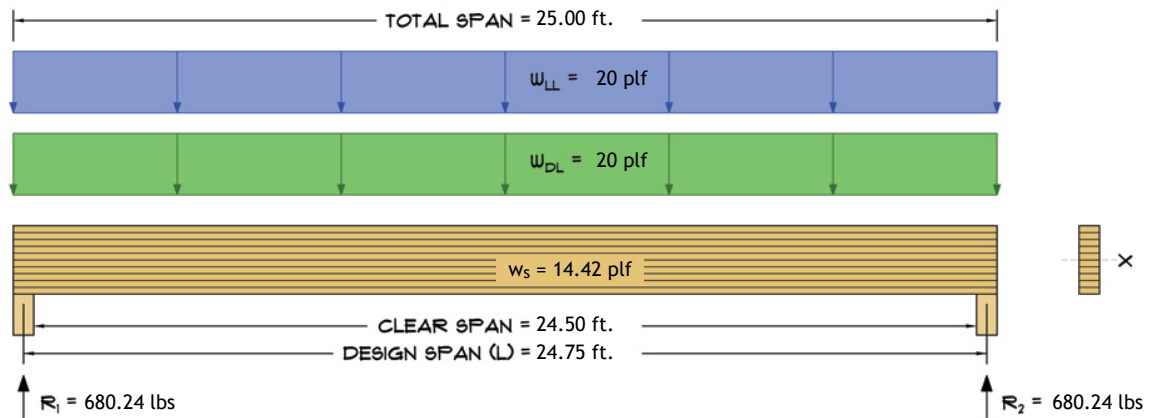 TOTAL SPAN = 25.00 ft.
wLL = 20 plf
wDL = 20 plf
ws = 14.42 plf
X
CLEAR SPAN = 24.50 ft.
DESIGN SPAN (L) = 24.75 ft.
R1 = 680.24 lbs
R2 = 680.24 lbs